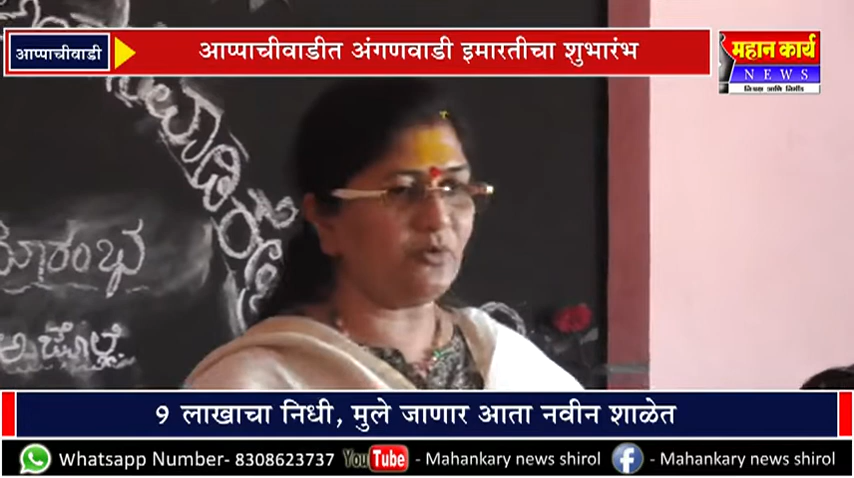 आप्पाचीवाडी
आप्पाचीवाडीत अंगणवाडी इमारतीचा शुभारंभ
महान कार्य
NEWS
ಾರಂಭ
9 लाखाचा निधी, मुले जाणार आता नवीन शाळेत
Whatsapp Number- 8308623737 YouTube - Mahankary news shirol f - Mahankary news shirol